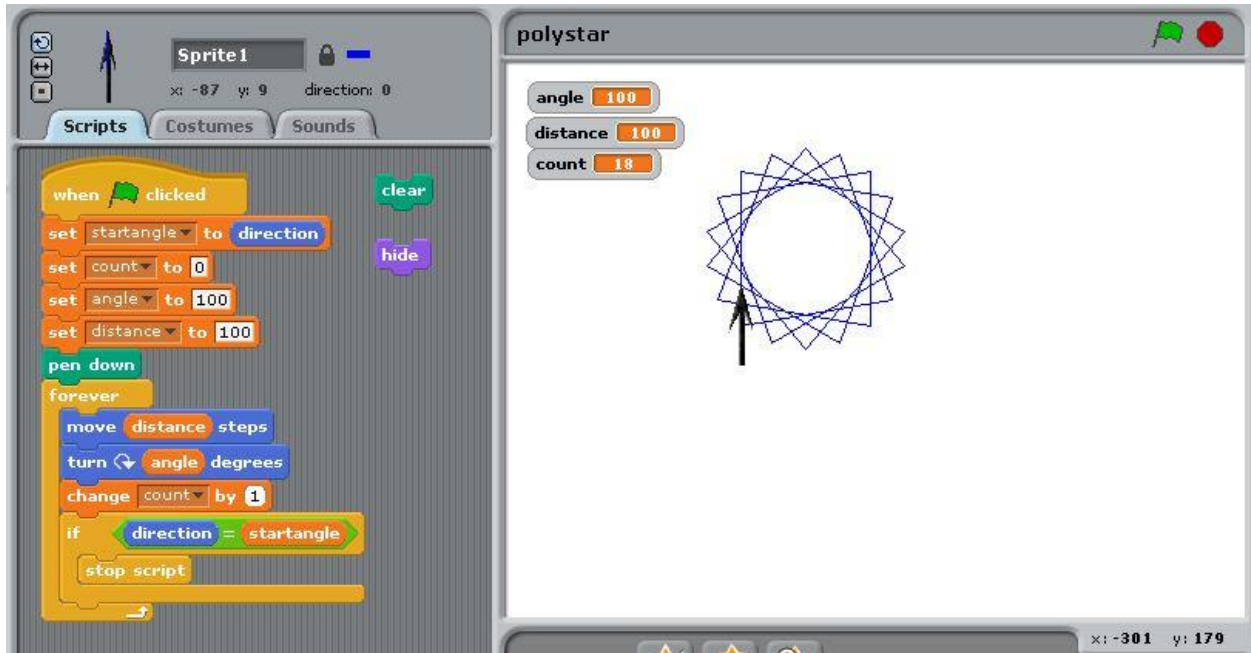 Sprite1
x: -87 y: 9 direction: 0
Scripts Costumes Sounds
when clicked
set startangle to direction
set count to 0
set angle to 100
set distance to 100
pen down
forever
move distance steps
turn angle degrees
change count by 1
if direction = startangle
stop script
clear
hide
polystar
angle 100
distance 100
count 18
x: -301 y: 179